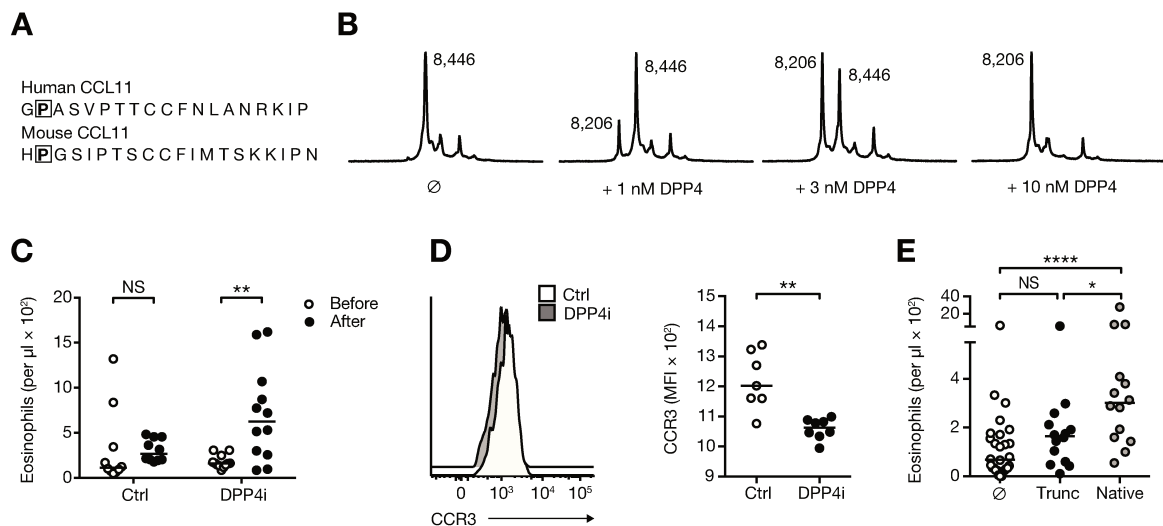 A
Human CCL11
GPASVPTTCCFNLANRKIP
Mouse CCL11
HPGSIPTSCCFIMTSKKIPN
B
8,446
8,206
8,446
8,206
8,446
8,206
∅
+ 1 nM DPP4
+ 3 nM DPP4
+ 10 nM DPP4
C
Eosinophils (per µl × 10²)
20
15
10
5
0
NS
**
Before
After
Ctrl
DPP4i
D
Ctrl
DPP4i
0
10³
10⁴
10⁵
CCR3
CCR3 (MFI × 10²)
15
14
13
12
11
10
9
**
Ctrl
DPP4i
E
Eosinophils (per µl × 10²)
40
20
4
2
0
****
NS
*
∅
Trunc
Native